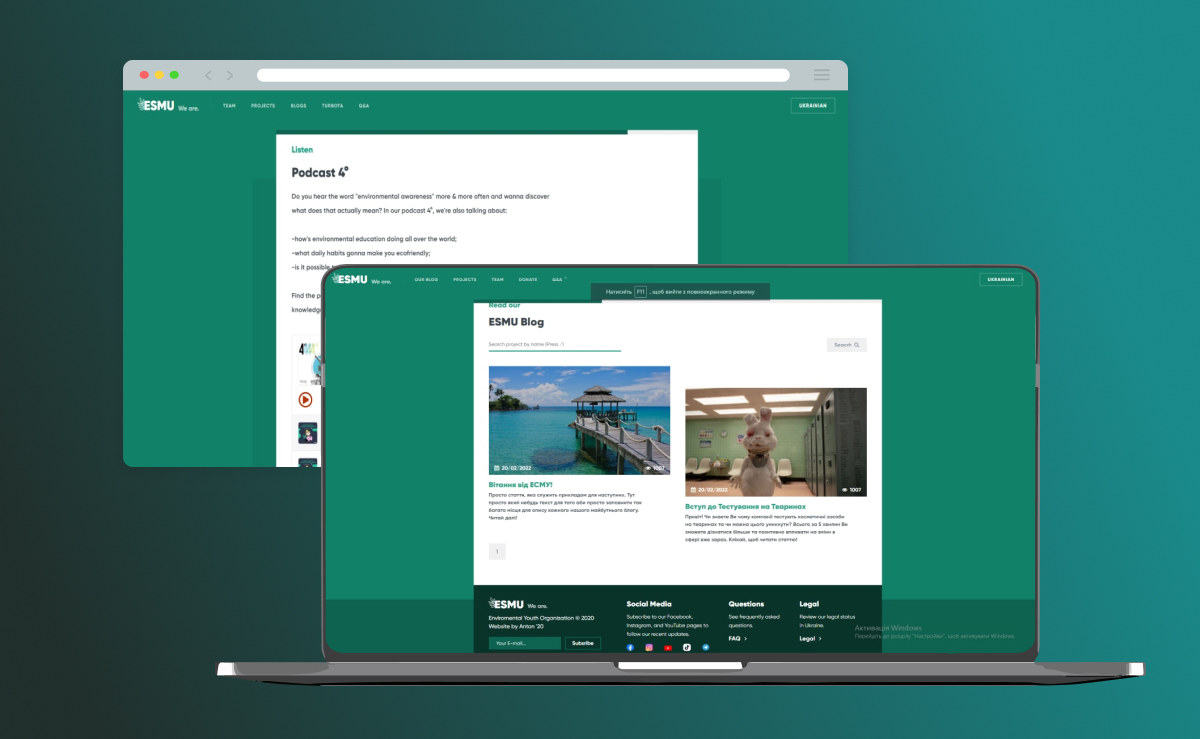 ESMU We are.
TEAM PROJECTS BLOGS TURBOTA Q&A
UKRAINIAN
Listen
Podcast 4°
Do you hear the word "environmental awareness" more & more often and wanna discover
what does that actually mean? In our podcast 4°, we're also talking about:
-how's environmental education doing all over the world;
-what daily habits gonna make you ecofriendly;
-is it possible
Find the p
knowledg
ESMU We are.
OUR BLOG PROJECTS TEAM DONATE Q&A
UKRAINIAN
Натисніть F11 , щоб вийти з повноекранного режиму
Read our
ESMU Blog
Search project by name (Press /)
Search
20/02/2022 1007
Вітання від ЕСМУ!
Просто стаття, яка служить прикладом для наступних. Тут
просто який небудь текст для того аби просто заповнити так
багато місця для опису кожного нашого майбутнього блогу.
Читай далі!
20/02/2022 1007
Вступ до Тестування на Тваринах
Привіт! Чи знаєте Ви чому компанії тестують косметичні засоби
на тваринах та чи можна цього уникнути? Всього за 5 хвилин Ви
зможете дізнатися більше та позитивно вплинути на зміни в
сфері вже зараз. Клікай, щоб читати статтю!
1
ESMU We are.
Enviromental Youth Organization © 2020
Website by Anton '20
Your E-mail...
Subsribe
Social Media
Subscribe to our Facebook,
Instagram, and YouTube pages to
follow our recent updates.
Questions
See frequently asked
questions.
FAQ >
Legal
Review our legal status
in Ukraine.
Legal >
Активація Windows
Перейдіть до розділу "Настройки", щоб активувати Windows.